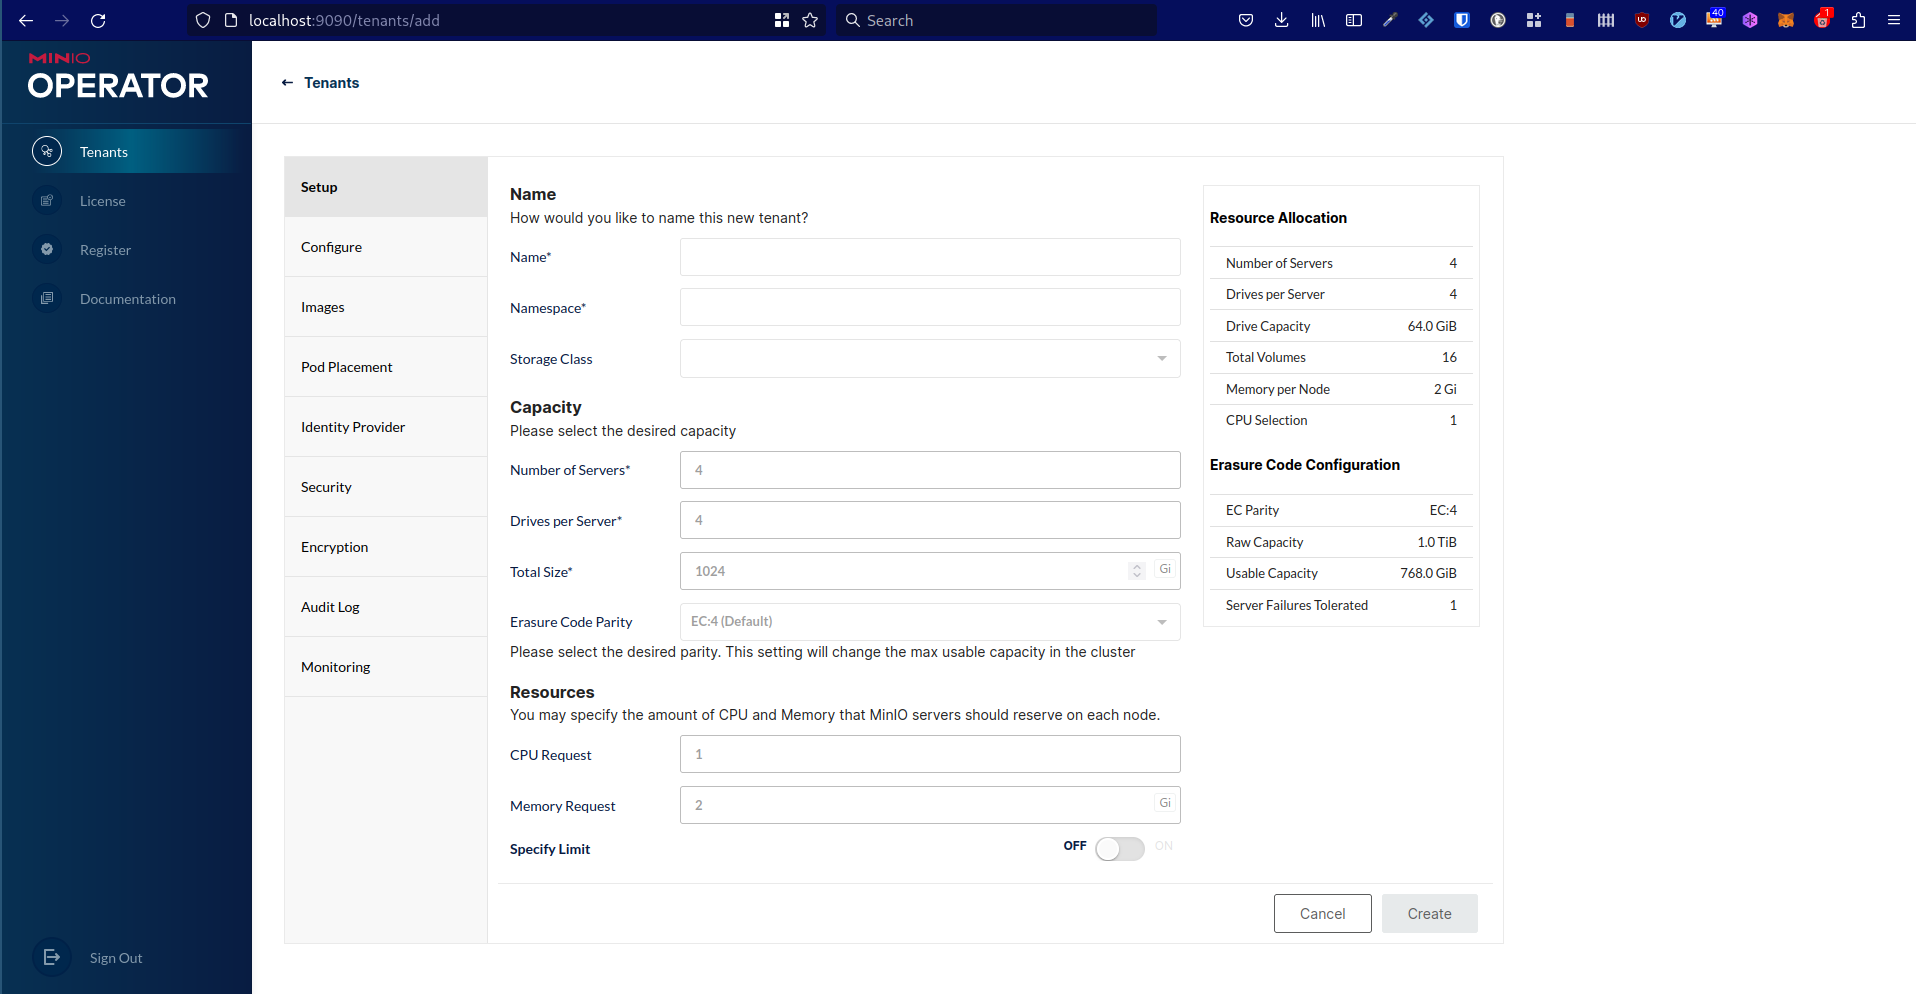 localhost:9090/tenants/add
Search
40
1
MINIO
OPERATOR
Tenants
License
Register
Documentation
Sign Out
← Tenants
Setup
Configure
Images
Pod Placement
Identity Provider
Security
Encryption
Audit Log
Monitoring
Name
How would you like to name this new tenant?
Name*
Namespace*
Storage Class
Capacity
Please select the desired capacity
Number of Servers* 4
Drives per Server* 4
Total Size* 1024 Gi
Erasure Code Parity EC:4 (Default)
Please select the desired parity. This setting will change the max usable capacity in the cluster
Resources
You may specify the amount of CPU and Memory that MinIO servers should reserve on each node.
CPU Request 1
Memory Request 2 Gi
Specify Limit OFF ON
Resource Allocation
Number of Servers 4
Drives per Server 4
Drive Capacity 64.0 GiB
Total Volumes 16
Memory per Node 2 Gi
CPU Selection 1
Erasure Code Configuration
EC Parity EC:4
Raw Capacity 1.0 TiB
Usable Capacity 768.0 GiB
Server Failures Tolerated 1
Cancel
Create